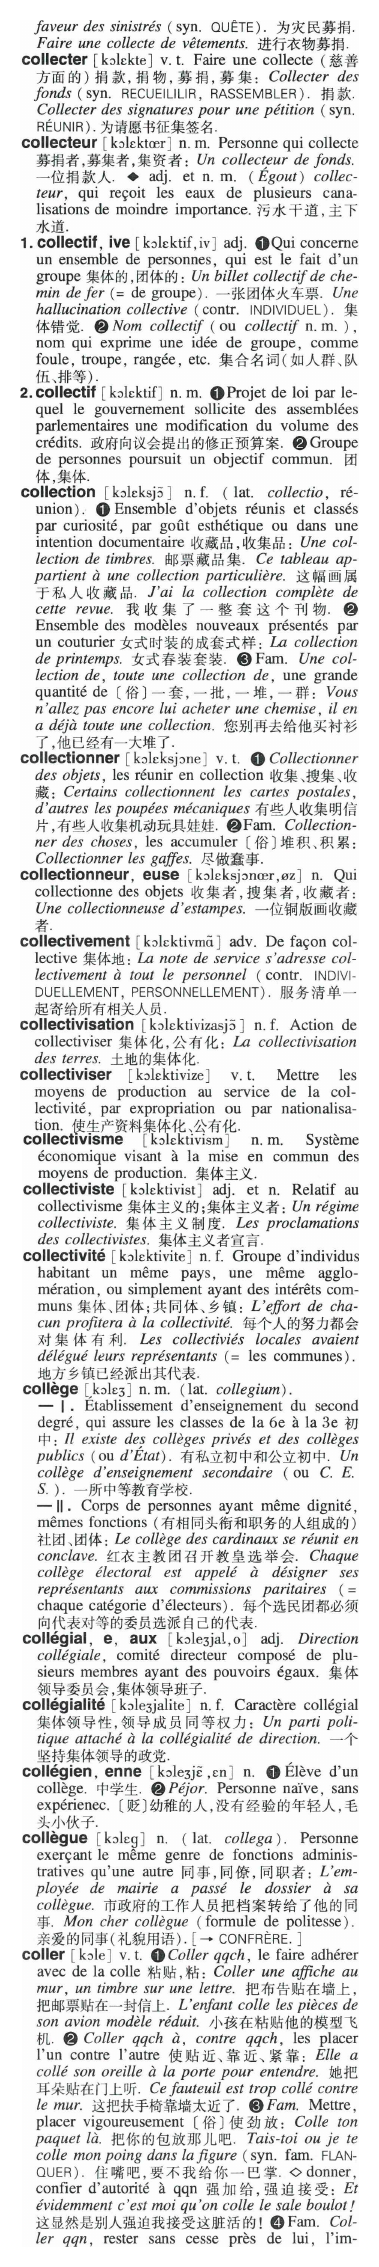 faveur des sinistrés (syn. QUÊTE). 为灾民募捐.
Faire une collecte de vêtements. 进行衣物募捐.
collecter [kɔlɛkte] v. t. Faire une collecte (慈善
方面的) 捐款,捐物,募捐,募集: Collecter des
fonds (syn. RECUEILILIR, RASSEMBLER). 捐款.
Collecter des signatures pour une pétition (syn.
RÉUNIR). 为请愿书征集签名.
collecteur [kɔlɛktœr] n. m. Personne qui collecte
募捐者,募集者,集资者: Un collecteur de fonds.
一位捐款人. ◆ adj. et n. m. (Égout) collec-
teur, qui reçoit les eaux de plusieurs cana-
lisations de moindre importance. 污水干道,主下
水道.
1. collectif, ive [kɔlɛktif,iv] adj. ❶Qui concerne
un ensemble de personnes, qui est le fait d'un
groupe 集体的,团体的: Un billet collectif de che-
min de fer (= de groupe). 一张团体火车票. Une
hallucination collective (contr. INDIVIDUEL). 集
体错觉. ❷ Nom collectif (ou collectif n. m.),
nom qui exprime une idée de groupe, comme
foule, troupe, rangée, etc. 集合名词(如人群、队
伍、排等).
2. collectif [kɔlɛktif] n. m. ❶Projet de loi par le-
quel le gouvernement sollicite des assemblées
parlementaires une modification du volume des
crédits. 政府向议会提出的修正预算案. ❷Groupe
de personnes poursuit un objectif commun. 团
体,集体.
collection [kɔlɛksjɔ̃] n. f. (lat. collectio, ré-
union). ❶ Ensemble d'objets réunis et classés
par curiosité, par goût esthétique ou dans une
intention documentaire 收藏品,收集品: Une col-
lection de timbres. 邮票藏品集. Ce tableau ap-
partient à une collection particulière. 这幅画属
于私人收藏品. J'ai la collection complète de
cette revue. 我收集了一整套这个刊物. ❷
Ensemble des modèles nouveaux présentés par
un couturier 女式时装的成套式样: La collection
de printemps. 女式春装套装. ❸ Fam. Une col-
lection de, toute une collection de, une grande
quantité de 〔俗〕一套,一批,一堆,一群: Vous
n'allez pas encore lui acheter une chemise, il en
a déjà toute une collection. 您别再去给他买衬衫
了,他已经有一大堆了.
collectionner [kɔlɛksjɔne] v. t. ❶ Collectionner
des objets, les réunir en collection 收集、搜集、收
藏: Certains collectionnent les cartes postales,
d'autres les poupées mécaniques 有些人收集明信
片,有些人收集机动玩具娃娃. ❷Fam. Collection-
ner des choses, les accumuler 〔俗〕堆积、积累:
Collectionner les gaffes. 尽做蠢事.
collectionneur, euse [kɔlɛksjɔnœr,øz] n. Qui
collectionne des objets 收集者,搜集者,收藏者:
Une collectionneuse d'estampes. 一位铜版画收藏
者.
collectivement [kɔlɛktivmɑ̃] adv. De façon col-
lective 集体地: La note de service s'adresse col-
lectivement à tout le personnel (contr. INDIVI-
DUELLEMENT, PERSONNELLEMENT). 服务清单一
起寄给所有相关人员.
collectivisation [kɔlɛktivizasjɔ̃] n. f. Action de
collectiviser 集体化,公有化: La collectivisation
des terres. 土地的集体化.
collectiviser [kɔlɛktivize] v. t. Mettre les
moyens de production au service de la col-
lectivité, par expropriation ou par nationalisa-
tion. 使生产资料集体化、公有化.
collectivisme [kɔlɛktivism] n. m. Système
économique visant à la mise en commun des
moyens de production. 集体主义.
collectiviste [kɔlɛktivist] adj. et n. Relatif au
collectivisme 集体主义的;集体主义者: Un régime
collectiviste. 集体主义制度. Les proclamations
des collectivistes. 集体主义者宣言.
collectivité [kɔlɛktivite] n. f. Groupe d'individus
habitant un même pays, une même agglo-
mération, ou simplement ayant des intérêts com-
muns 集体、团体;共同体、乡镇: L'effort de cha-
cun profitera à la collectivité. 每个人的努力都会
对集体有利. Les collectiviés locales avaient
délégué leurs représentants (= les communes).
地方乡镇已经派出其代表.
collège [kɔlɛʒ] n. m. (lat. collegium).
— I. Établissement d'enseignement du second
degré, qui assure les classes de la 6e à la 3e 初
中: Il existe des collèges privés et des collèges
publics (ou d'État). 有私立初中和公立初中. Un
collège d'enseignement secondaire (ou C. E.
S.). 一所中等教育学校.
— II. Corps de personnes ayant même dignité,
mêmes fonctions (有相同头衔和职务的人组成的)
社团、团体: Le collège des cardinaux se réunit en
conclave. 红衣主教团召开教皇选举会. Chaque
collège électoral est appelé à désigner ses
représentants aux commissions paritaires (=
chaque catégorie d'électeurs). 每个选民团都必须
向代表对等的委员选派自己的代表.
collégial, e, aux [kɔleʒjal,o] adj. Direction
collégiale, comité directeur composé de plu-
sieurs membres ayant des pouvoirs égaux. 集体
领导委员会,集体领导班子.
collégialité [kɔleʒjalite] n. f. Caractère collégial
集体领导性,领导成员同等权力: Un parti poli-
tique attaché à la collégialité de direction. 一个
坚持集体领导的政党.
collégien, enne [kɔleʒjɛ̃,ɛn] n. ❶ Élève d'un
collège. 中学生. ❷ Péjor. Personne naïve, sans
expérienec. [贬]幼稚的人,没有经验的年轻人,毛
头小伙子.
collègue [kɔlɛg] n. (lat. collega). Personne
exerçant le même genre de fonctions adminis-
tratives qu'une autre 同事,同僚,同职者: L'em-
ployée de mairie a passé le dossier à sa
collègue. 市政府的工作人员把档案转给了他的同
事. Mon cher collègue (formule de politesse).
亲爱的同事(礼貌用语). [→ CONFRÈRE. ]
coller [kɔle] v. t. ❶Coller qqch, le faire adhérer
avec de la colle 粘贴,粘: Coller une affiche au
mur, un timbre sur une lettre. 把布告贴在墙上,
把邮票贴在一封信上. L'enfant colle les pièces de
son avion modèle réduit. 小孩在粘贴他的模型飞
机. ❷ Coller qqch à, contre qqch, les placer
l'un contre l'autre 使贴近、靠近、紧靠: Elle a
collé son oreille à la porte pour entendre. 她把
耳朵贴在门上听. Ce fauteuil est trop collé contre
le mur. 这把扶手椅靠墙太近了. ❸ Fam. Mettre,
placer vigoureusement 〔俗〕使劲放: Colle ton
paquet là. 把你的包放那儿吧. Tais-toi ou je te
colle mon poing dans la figure (syn. fam. FLAN-
QUER). 住嘴吧,要不我给你一巴掌. ◇ donner,
confier d'autorité à qqn 强加给,强迫接受: Et
évidemment c'est moi qu'on colle le sale boulot!
这显然是别人强迫我接受这脏活的! ❹ Fam. Col-
ler qqn, rester sans cesse près de lui, l'im-